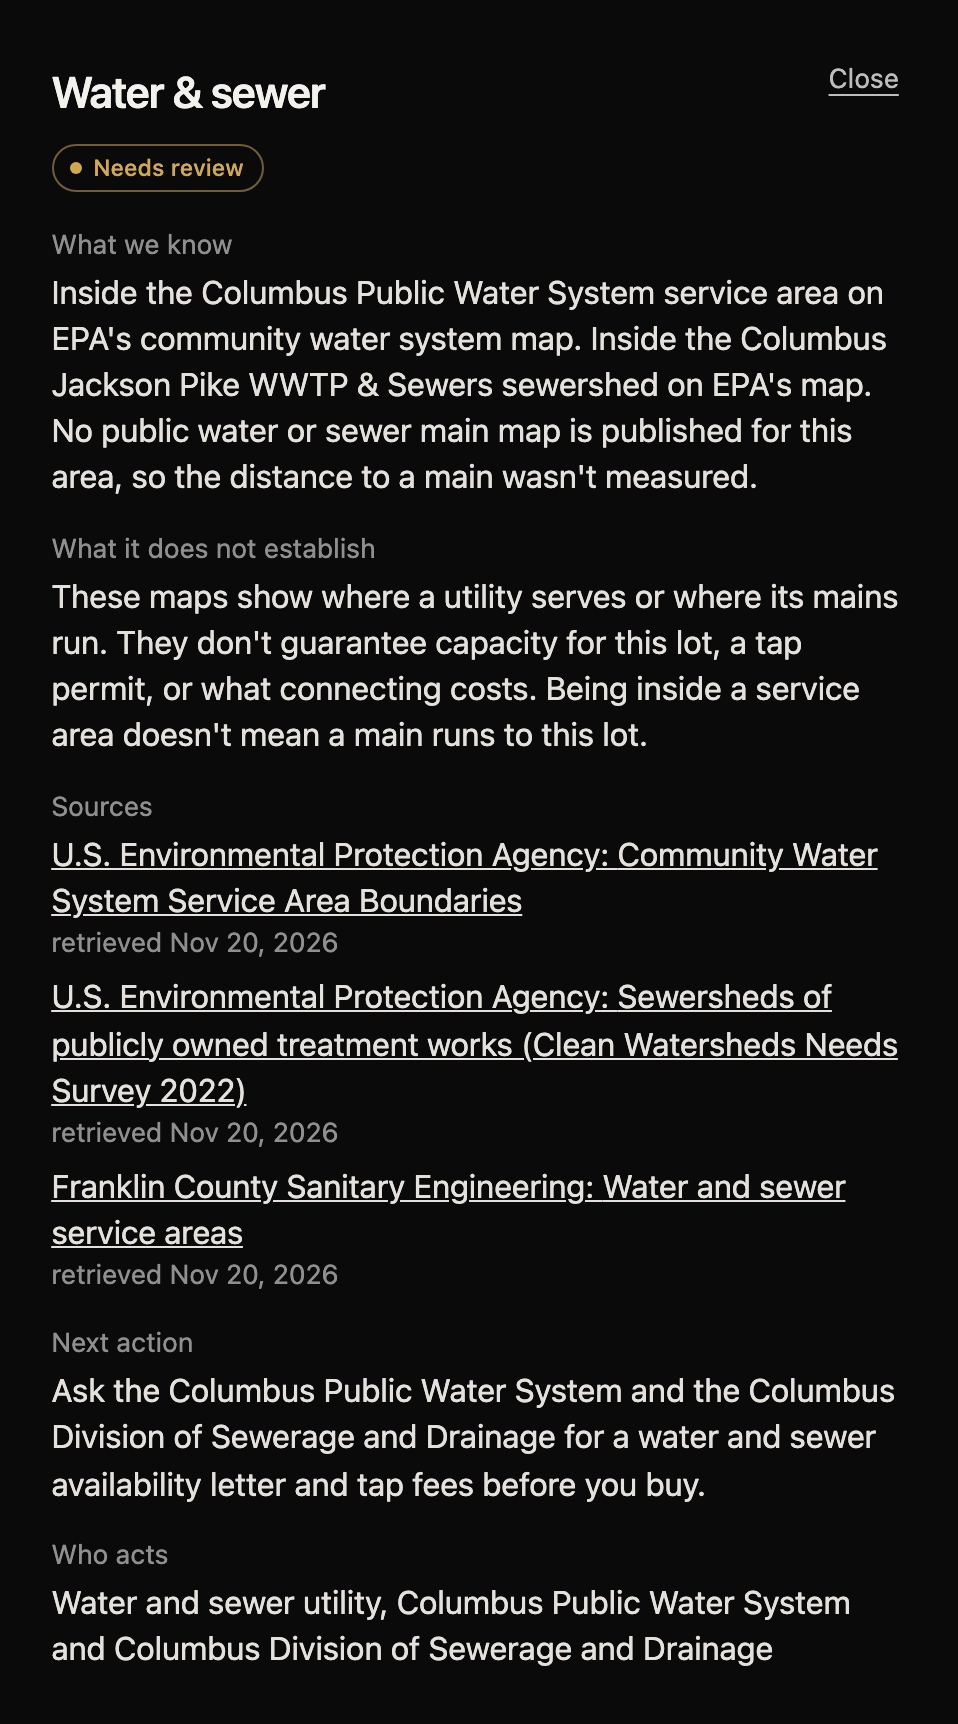 Water & sewer
Close
Needs review
What we know
Inside the Columbus Public Water System service area on
EPA's community water system map. Inside the Columbus
Jackson Pike WWTP & Sewers sewershed on EPA's map.
No public water or sewer main map is published for this
area, so the distance to a main wasn't measured.
What it does not establish
These maps show where a utility serves or where its mains
run. They don't guarantee capacity for this lot, a tap
permit, or what connecting costs. Being inside a service
area doesn't mean a main runs to this lot.
Sources
U.S. Environmental Protection Agency: Community Water
System Service Area Boundaries
retrieved Nov 20, 2026
U.S. Environmental Protection Agency: Sewersheds of
publicly owned treatment works (Clean Watersheds Needs
Survey 2022)
retrieved Nov 20, 2026
Franklin County Sanitary Engineering: Water and sewer
service areas
retrieved Nov 20, 2026
Next action
Ask the Columbus Public Water System and the Columbus
Division of Sewerage and Drainage for a water and sewer
availability letter and tap fees before you buy.
Who acts
Water and sewer utility, Columbus Public Water System
and Columbus Division of Sewerage and Drainage